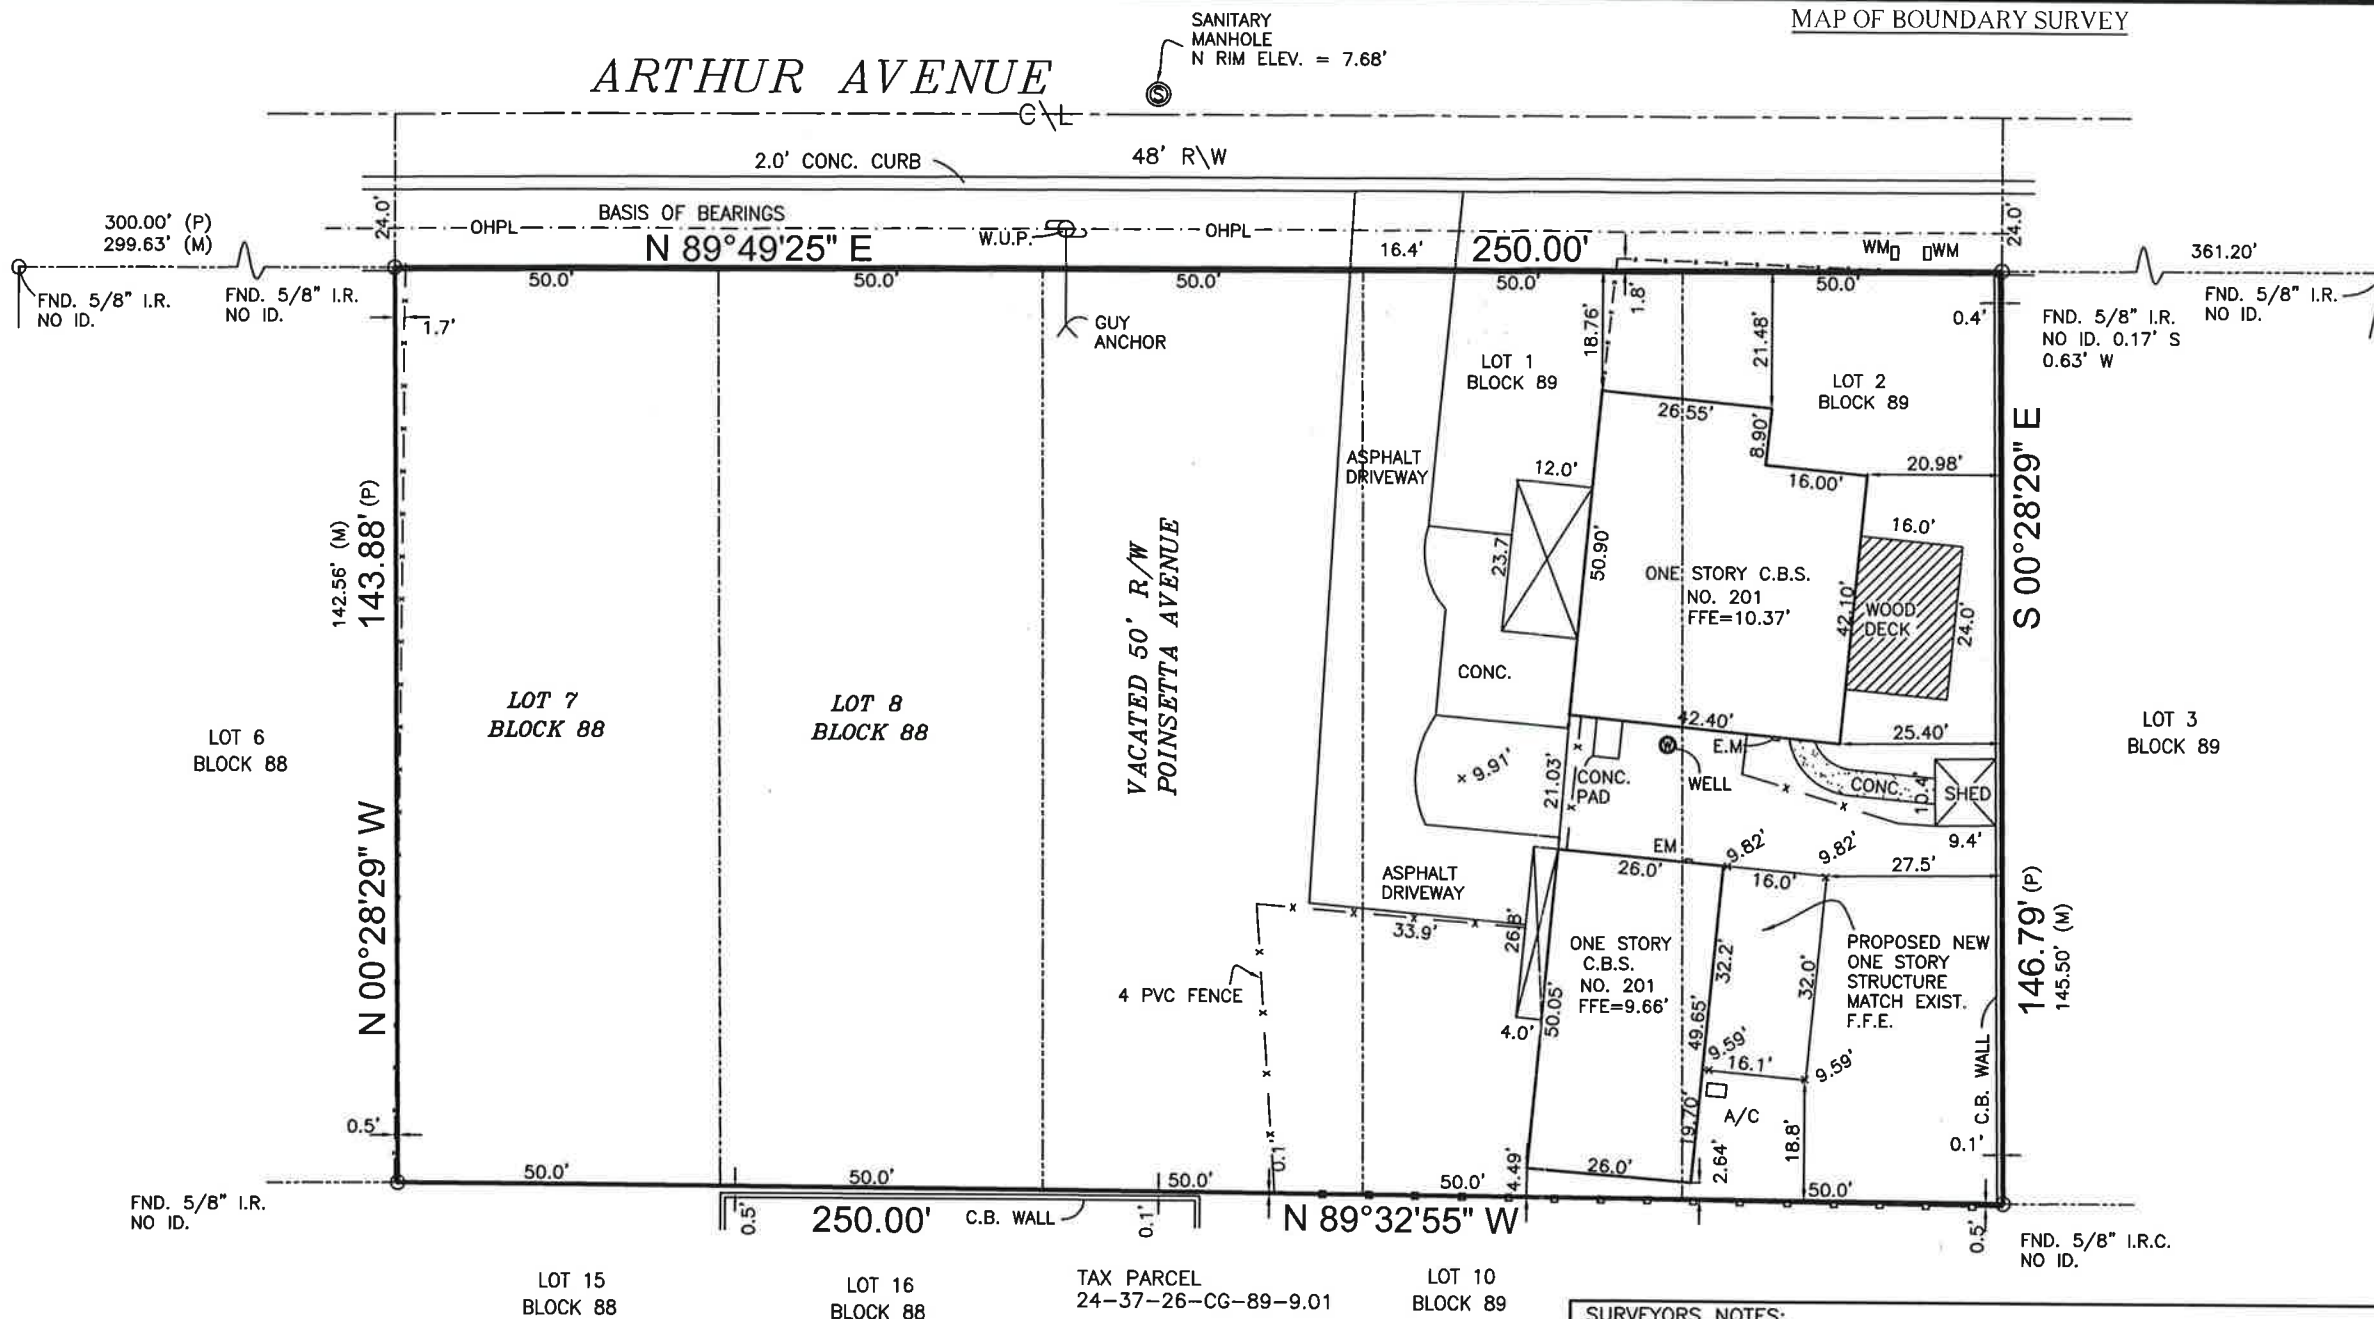 MAP OF BOUNDARY SURVEY
SANITARY
MANHOLE
N RIM ELEV. = 7.68'
ARTHUR AVENUE
S
C\L
2.0' CONC. CURB
48' R\W
300.00' (P)
299.63' (M)
24.0'
BASIS OF BEARINGS
OHPL
W.U.P.
OHPL
N 89°49'25" E
16.4'
250.00'
WM
WM
24.0'
361.20'
50.0'
50.0'
50.0'
50.0'
50.0'
FND. 5/8" I.R.
NO ID.
FND. 5/8" I.R.
NO ID.
1.7'
GUY
ANCHOR
18.76'
1.8'
21.48'
0.4'
FND. 5/8" I.R.
NO ID. 0.17' S
0.63' W
FND. 5/8" I.R.
NO ID.
LOT 1
BLOCK 89
LOT 2
BLOCK 89
26.55'
8.90'
ASPHALT
DRIVEWAY
12.0'
16.00'
20.98'
S 00°28'29" E
142.56' (M)
143.88' (P)
VACATED 50' R/W
POINSETTA AVENUE
23.7
50.90'
16.0'
ONE STORY C.B.S.
NO. 201
FFE=10.37'
42.10'
WOOD
DECK
24.0'
CONC.
LOT 7
BLOCK 88
LOT 8
BLOCK 88
LOT 6
BLOCK 88
LOT 3
BLOCK 89
42.40'
E.M
25.40'
9.91'
21.03'
CONC.
PAD
W
WELL
CONC.
10.4'
SHED
9.4'
N 00°28'29" W
EM
9.82'
9.82'
26.0'
16.0'
27.5'
ASPHALT
DRIVEWAY
33.9'
26.8'
4 PVC FENCE
ONE STORY
C.B.S.
NO. 201
FFE=9.66'
32.2'
32.0'
PROPOSED NEW
ONE STORY
STRUCTURE
MATCH EXIST.
F.F.E.
146.79' (P)
145.50' (M)
4.0'
50.05'
49.65'
9.59'
16.1'
9.59'
C.B. WALL
A/C
19.70'
2.64'
18.8'
0.1'
0.5'
50.0'
50.0'
50.0'
0.1'
50.0'
4.49'
26.0'
50.0'
FND. 5/8" I.R.
NO ID.
0.5'
250.00'
C.B. WALL
0.1'
N 89°32'55" W
0.5'
FND. 5/8" I.R.C.
NO ID.
LOT 15
BLOCK 88
LOT 16
BLOCK 88
TAX PARCEL
24-37-26-CG-89-9.01
LOT 10
BLOCK 89
SURVEYORS NOTES: